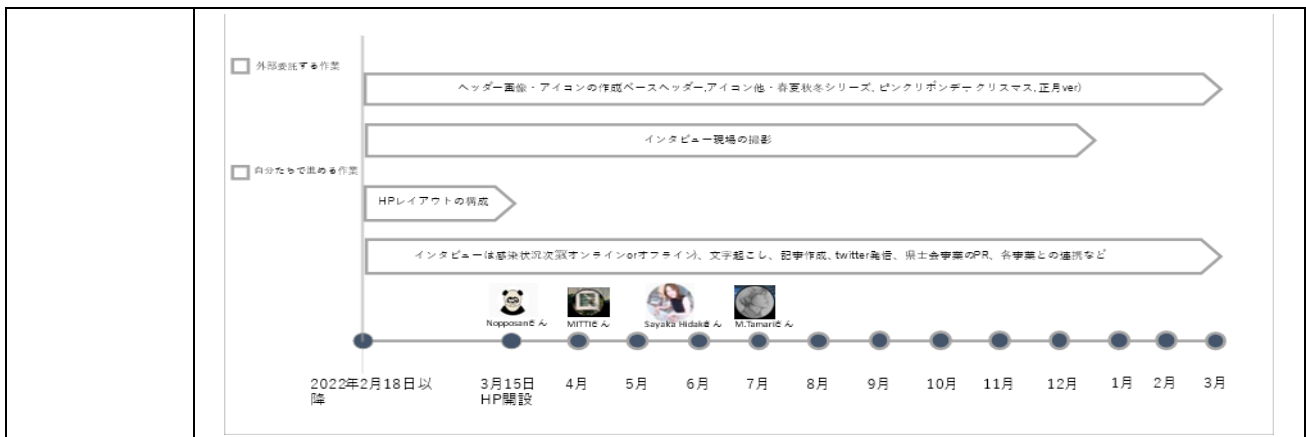 外部委託する作業
ヘッダー画像・アイコンの作成(ベースヘッダー,アイコン他・春夏秋冬シリーズ, ピンクリボンデー クリスマス,正月ver)
インタビュー現場の撮影
自分たちで進める作業
HPレイアウトの構成
インタビューは感染状況次第(オンラインorオフライン)、文字起こし、記事作成、twitter発信、県士会事業のPR、各事業との連携など
Nopposanさん
MITTIさん
Sayaka Hidakaさん
M.Tamariさん
2022年2月18日以降
3月15日 HP開設
4月
5月
6月
7月
8月
9月
10月
11月
12月
1月
2月
3月